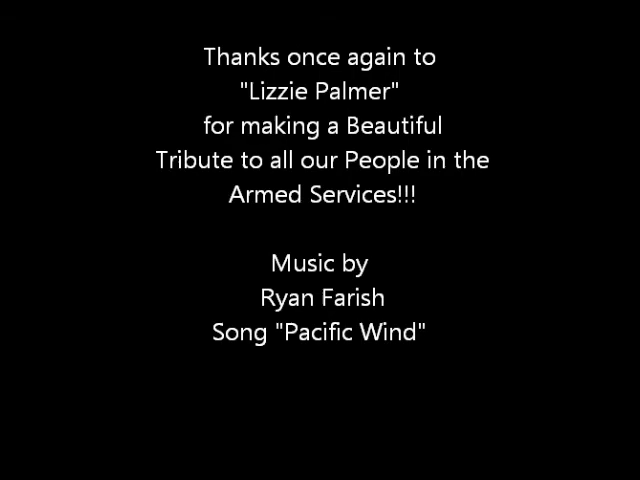 Thanks once again to
"Lizzie Palmer"
for making a Beautiful
Tribute to all our People in the
Armed Services!!!
Music by
Ryan Farish
Song "Pacific Wind"